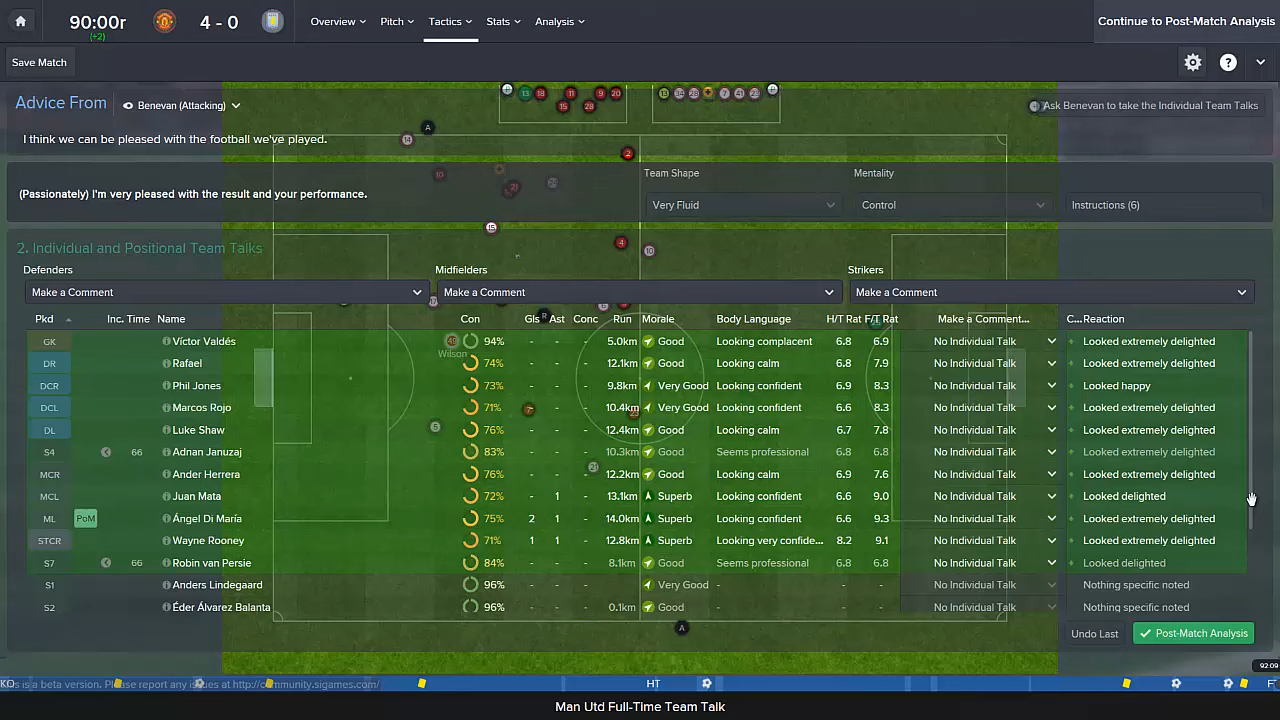 90:00r 4 - 0 Overview Pitch Tactics Stats Analysis Continue to Post-Match Analysis
(+2)
Save Match
Advice From Benevan (Attacking) Ask Benevan to take the Individual Team Talks
I think we can be pleased with the football we've played.
Team Shape Mentality
(Passionately) I'm very pleased with the result and your performance. Very Fluid Control Instructions (6)
2. Individual and Positional Team Talks
Defenders Midfielders Strikers
Make a Comment Make a Comment Make a Comment
Pkd Inc. Time Name Con Gls Ast Conc Run Morale Body Language H/T Rat F/T Rat Make a Comment... C... Reaction
GK Víctor Valdés 94% - - - 5.0km Good Looking complacent 6.8 6.9 No Individual Talk Looked extremely delighted
Wilson
DR Rafael 74% - - - 12.1km Good Looking calm 6.8 7.9 No Individual Talk Looked extremely delighted
DCR Phil Jones 73% - - - 9.8km Very Good Looking confident 6.9 8.3 No Individual Talk Looked happy
DCL Marcos Rojo 71% - - - 10.4km Very Good Looking confident 6.6 8.3 No Individual Talk Looked extremely delighted
DL Luke Shaw 76% - - - 12.4km Good Looking calm 6.7 7.8 No Individual Talk Looked extremely delighted
S4 66 Adnan Januzaj 83% - - - 10.3km Good Seems professional 6.8 6.8 No Individual Talk Looked extremely delighted
MCR Ander Herrera 76% - - - 12.2km Good Looking calm 6.9 7.6 No Individual Talk Looked extremely delighted
MCL Juan Mata 72% - 1 - 13.1km Superb Looking confident 6.6 9.0 No Individual Talk Looked delighted
ML PoM Ángel Di María 75% 2 1 - 14.0km Superb Looking confident 6.6 9.3 No Individual Talk Looked extremely delighted
STCR Wayne Rooney 71% 1 1 - 12.8km Superb Looking very confide... 8.2 9.1 No Individual Talk Looked extremely delighted
S7 66 Robin van Persie 84% - - - 8.1km Good Seems professional 6.8 6.8 No Individual Talk Looked delighted
S1 Anders Lindegaard 96% - - - Very Good - - - No Individual Talk Nothing specific noted
S2 Éder Álvarez Balanta 96% - - - 0.1km Good - - - No Individual Talk Nothing specific noted
Undo Last Post-Match Analysis
92:09
KO This is a beta version. Please report any issues at http://community.sigames.com/ HT F
Man Utd Full-Time Team Talk